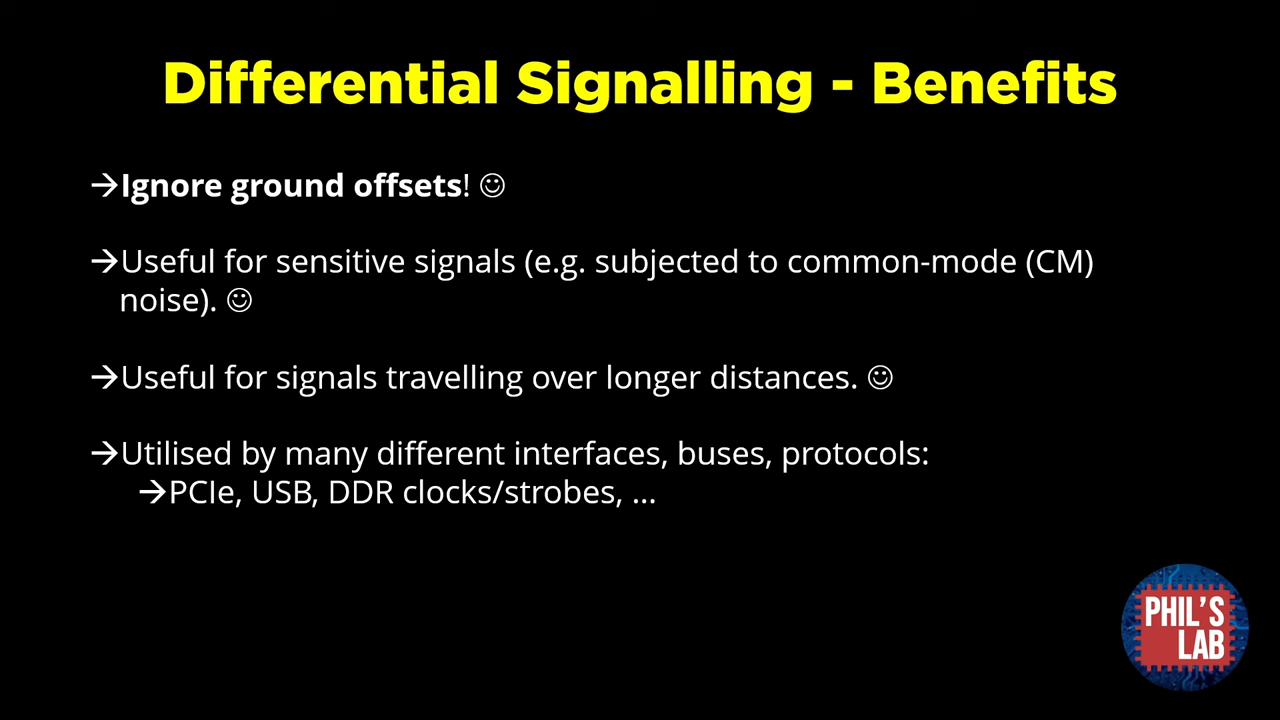 Differential Signalling - Benefits
→Ignore ground offsets! ☺
→Useful for sensitive signals (e.g. subjected to common-mode (CM)
noise). ☺
→Useful for signals travelling over longer distances. ☺
→Utilised by many different interfaces, buses, protocols:
→PCIe, USB, DDR clocks/strobes, ...
PHIL'S
LAB